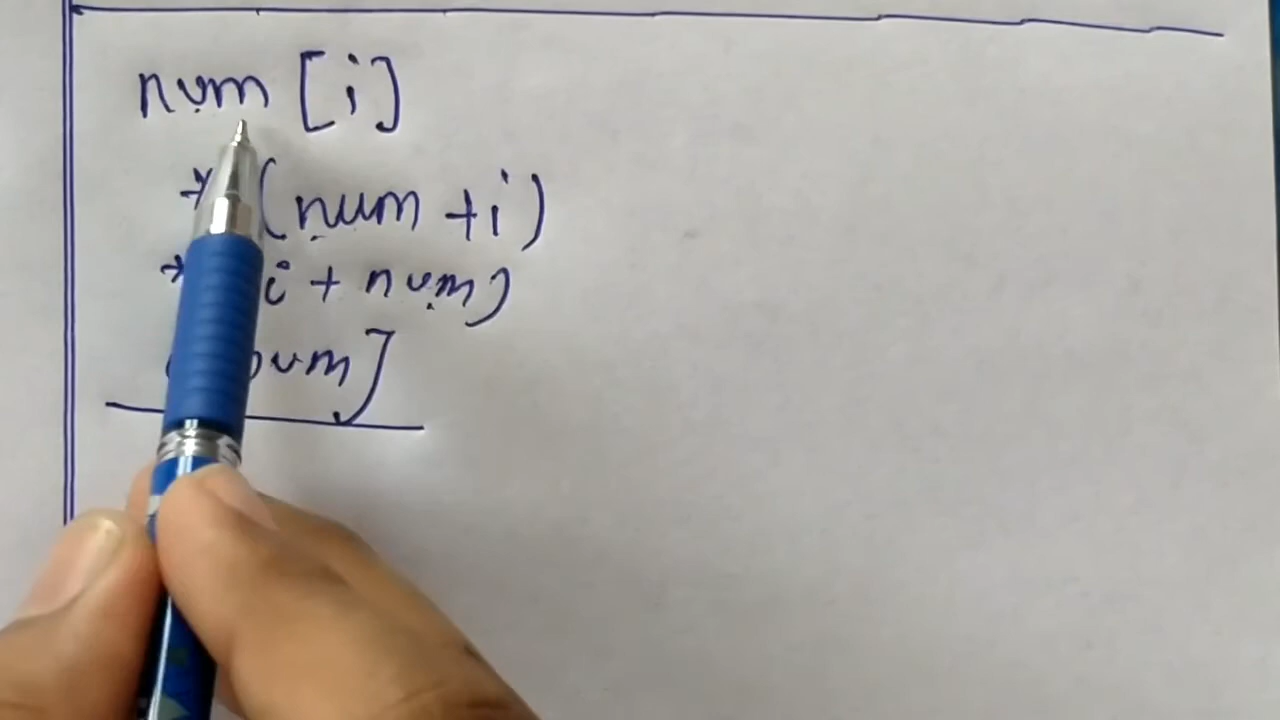 num [i]
* (num +i)
* i + num)
num]